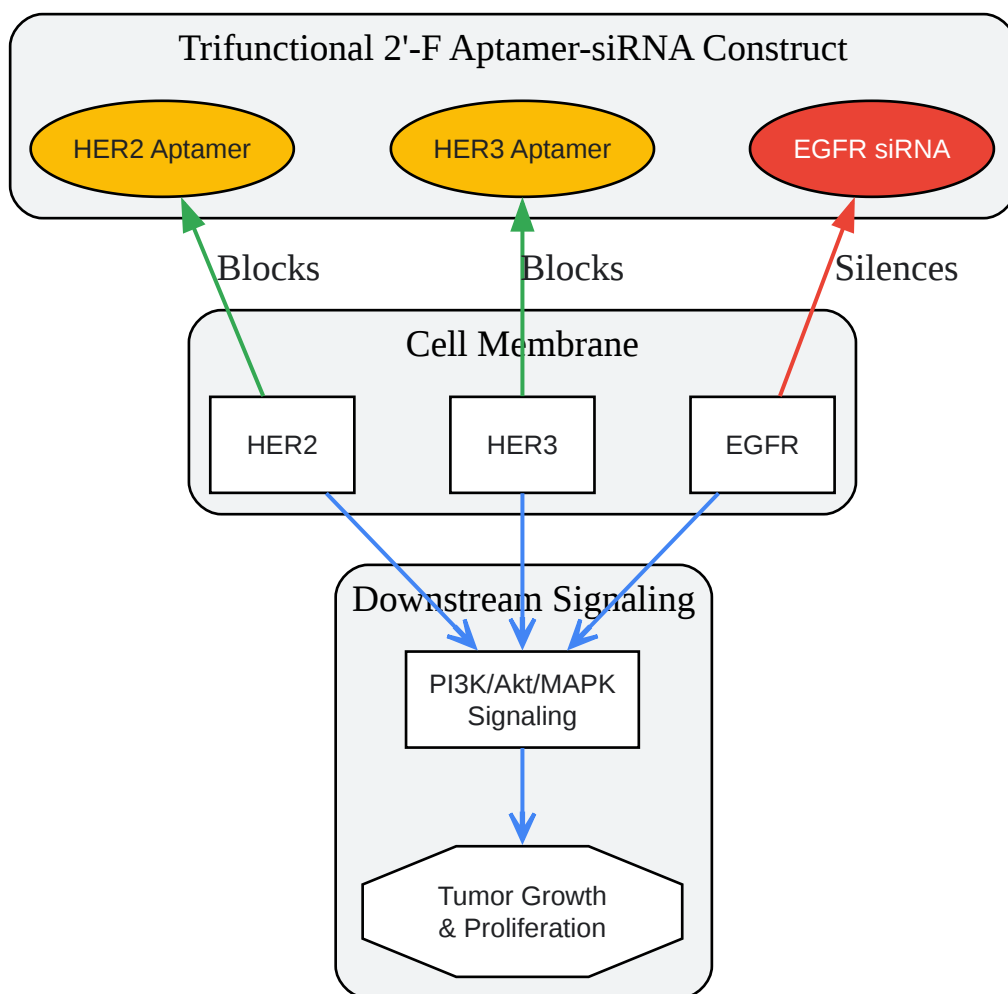 Trifunctional 2'-F Aptamer-siRNA Construct
HER2 Aptamer
HER3 Aptamer
EGFR siRNA
Blocks
Blocks
Silences
Cell Membrane
HER2
HER3
EGFR
Downstream Signaling
PI3K/Akt/MAPK
Signaling
Tumor Growth
& Proliferation